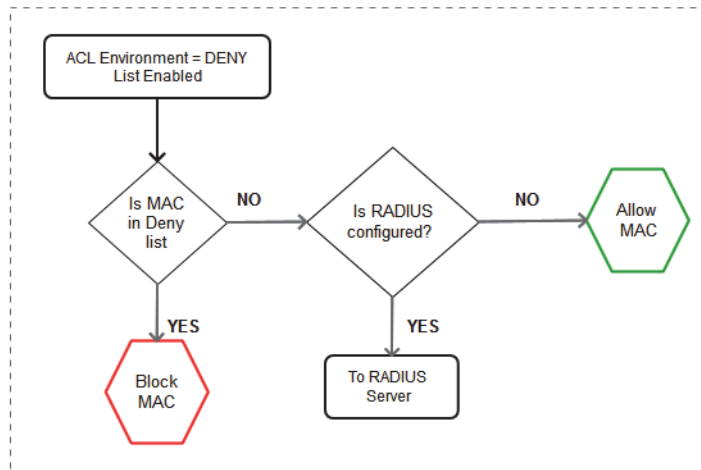 ACL Environment = DENY
List Enabled
Is MAC
in Deny
list
NO
Is RADIUS
configured?
NO
Allow
MAC
YES
YES
Block
MAC
To RADIUS
Server